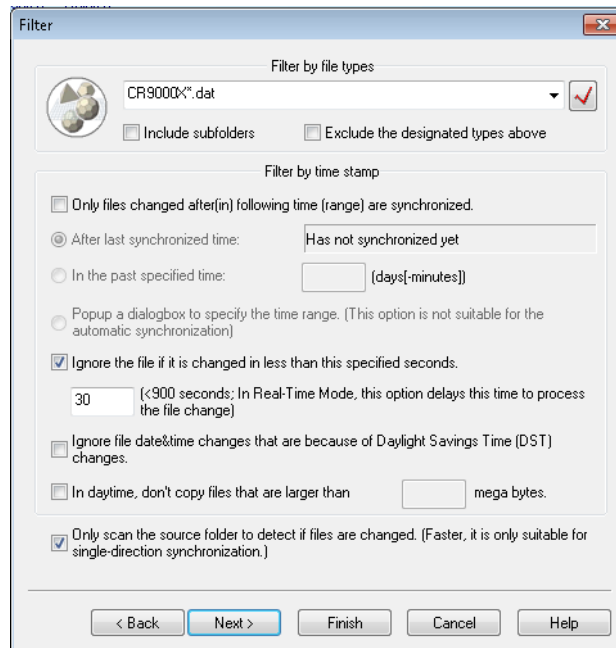 Filter
Filter by file types
CR9000X*.dat
Include subfolders
Exclude the designated types above
Filter by time stamp
Only files changed after(in) following time (range) are synchronized.
After last synchronized time:
Has not synchronized yet
In the past specified time:
(days[-minutes])
Popup a dialogbox to specify the time range. (This option is not suitable for the
automatic synchronization)
Ignore the file if it is changed in less than this specified seconds.
30
(<900 seconds; In Real-Time Mode, this option delays this time to process
the file change)
Ignore file date&time changes that are because of Daylight Savings Time (DST)
changes.
In daytime, don't copy files that are larger than
mega bytes.
Only scan the source folder to detect if files are changed. (Faster, it is only suitable for
single-direction synchronization.)
< Back
Next >
Finish
Cancel
Help